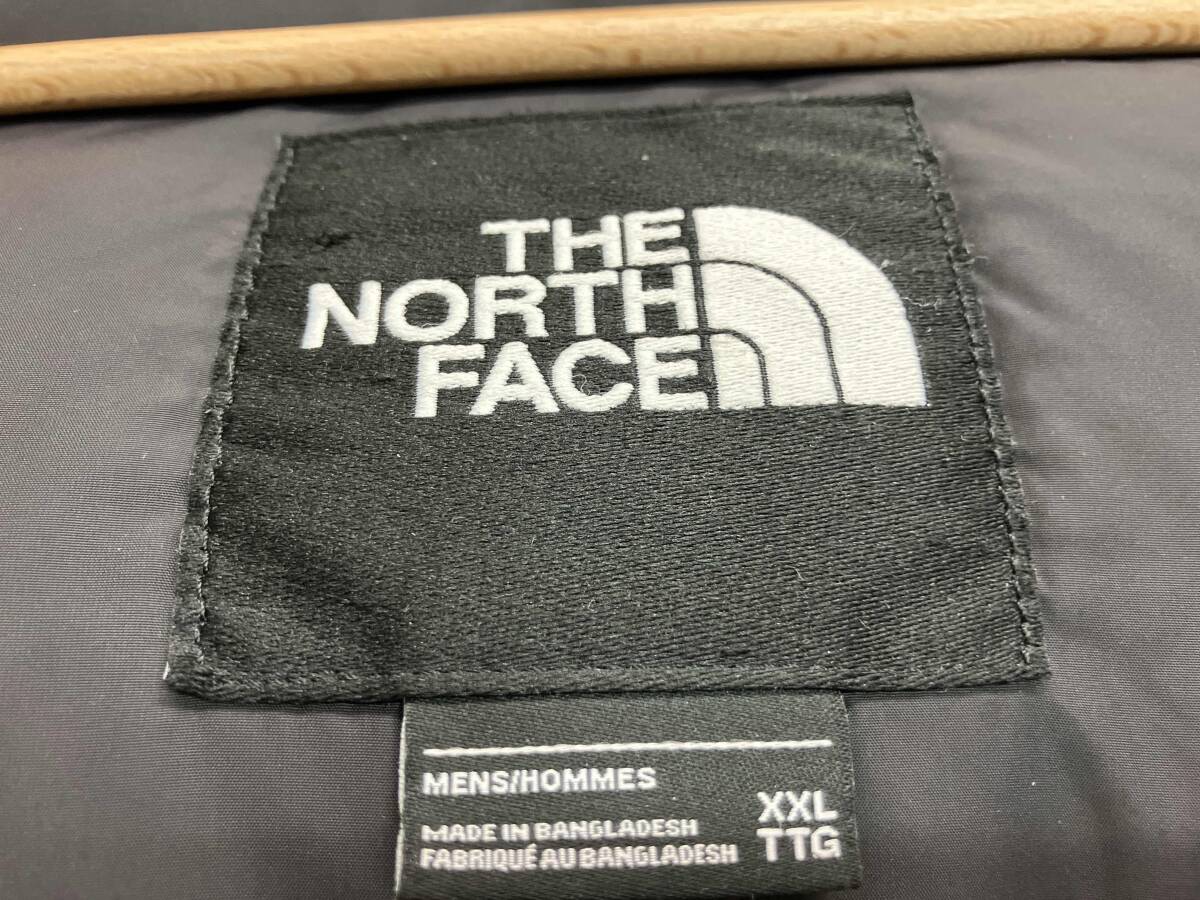 THE
NORTH
FACE
MENS/HOMMES
XXL
MADE IN BANGLADESH
TTG
FABRIQUÉ AU BANGLADESH